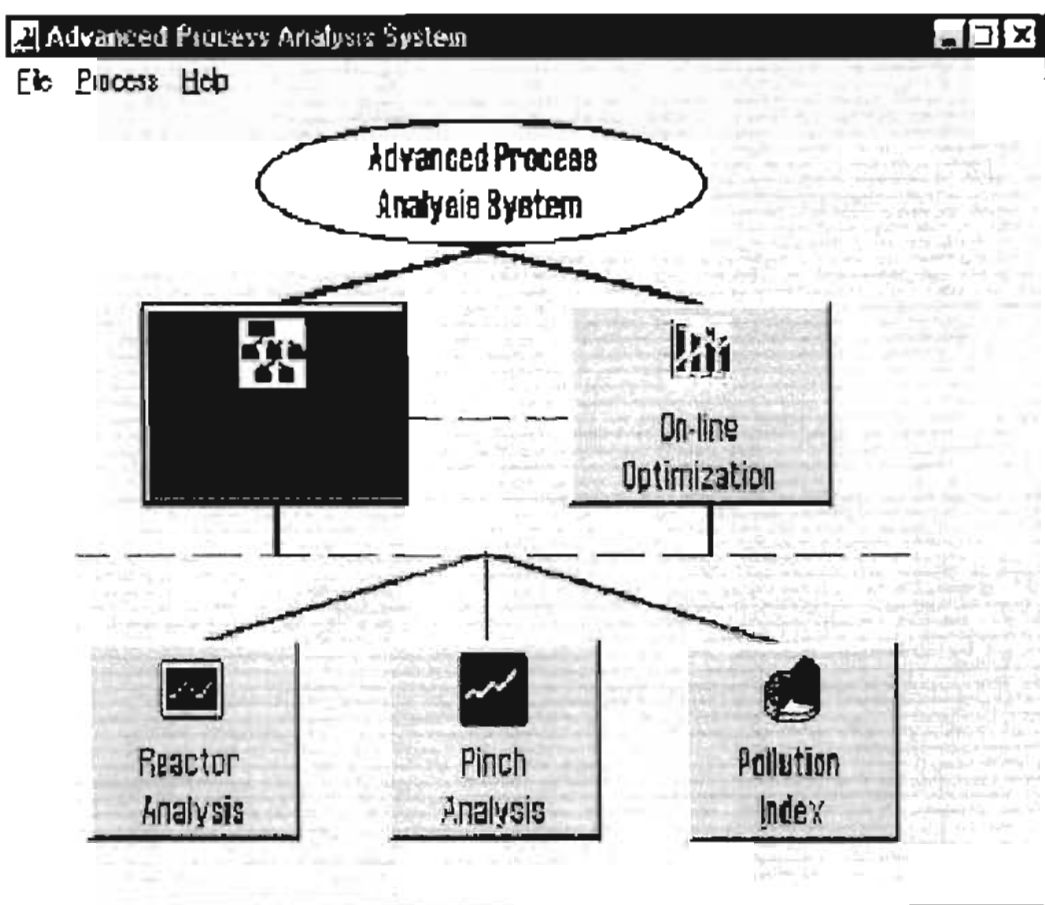 Advanced Process Analysis System
File Process Help
Advanced Process
Analysis System
On-line
Optimization
Reactor
Analysis
Pinch
Analysis
Pollution
Index